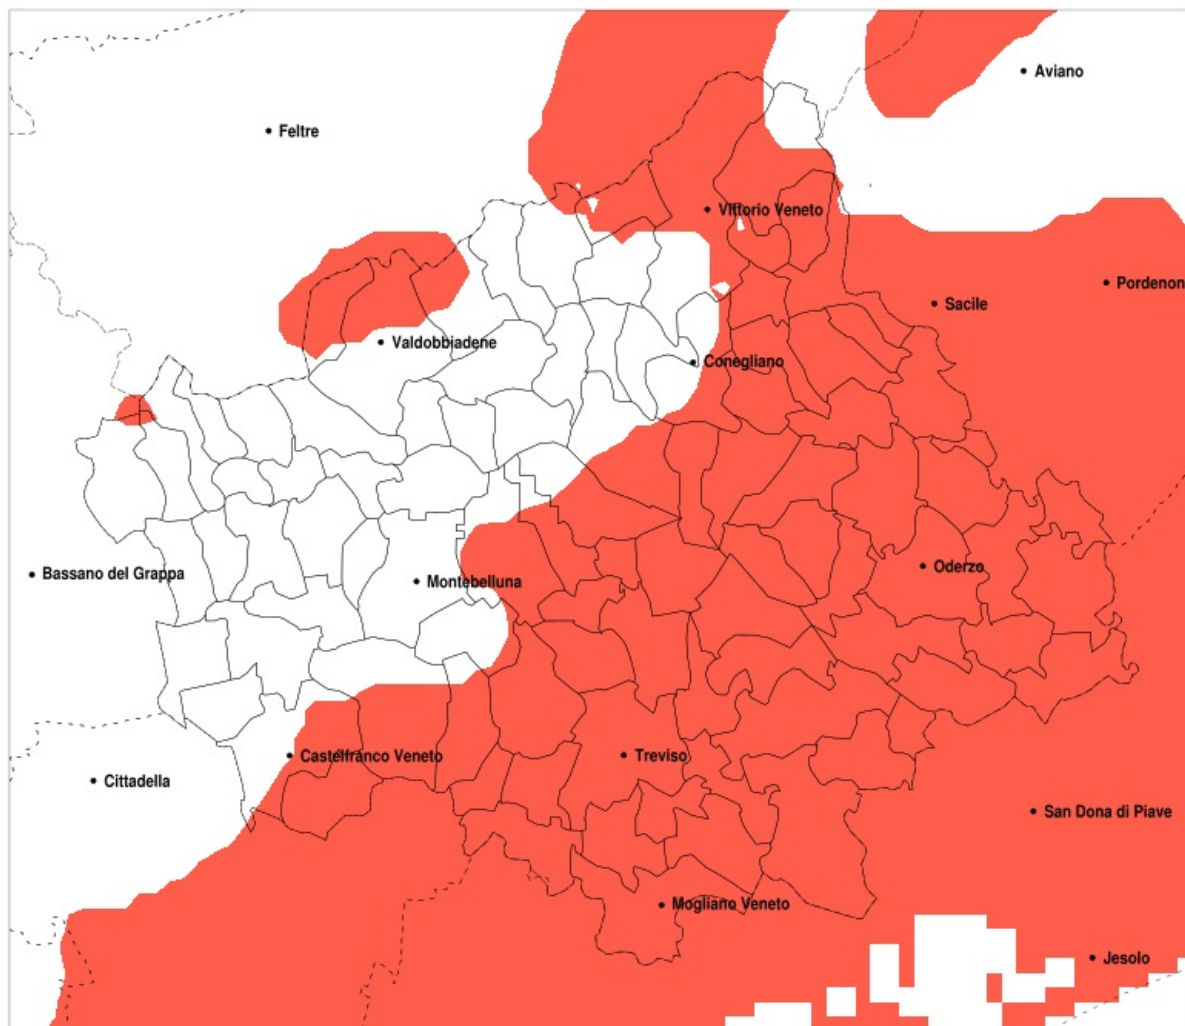 Aviano
Feltre
Vittorio Veneto
Pordenon
Sacile
Valdobbiadene
Conegliano
Oderzo
Bassano del Grappa
Montebelluna
Castelfranco Veneto
Treviso
Cittadella
San Dona di Piave
Mogliano Veneto
Jesolo